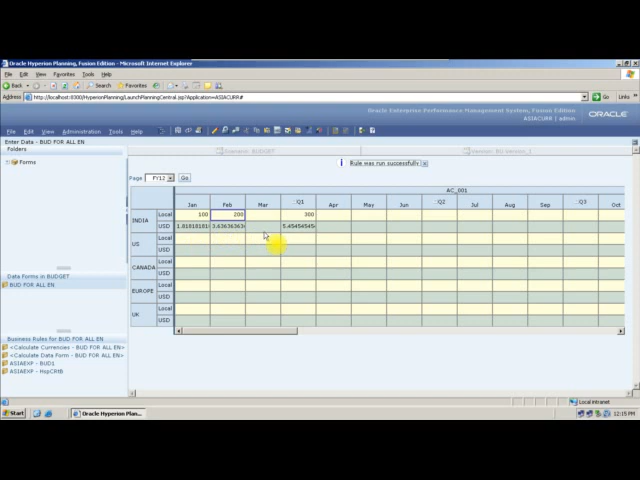 Oracle Hyperion Planning, Fusion Edition - Microsoft Internet Explorer
File Edit View Favorites Tools Help
Back Search Favorites
Address http://localhost:8300/HyperionPlanning/LaunchPlanningCentral.jsp?Application=ASIACURR# Go Links
Oracle Enterprise Performance Management System, Fusion Edition
ASIACURR | admin ORACLE
File Edit View Administration Tools Help
Enter Data - BUD FOR ALL EN
Folders Scenario: BUDGET Version: BU Version_1
Forms Rule was run successfully
Page FY12 Go
AC_001
Jan Feb Mar Q1 Apr May Jun Q2 Jul Aug Sep Q3 Oct
INDIA Local 100 200 300
USD 1.81818181 3.63636363 5.45454545
US Local
USD
CANADA Local
USD
EUROPE Local
USD
UK Local
USD
Data Forms in BUDGET
BUD FOR ALL EN
Business Rules for BUD FOR ALL EN
<Calculate Currencies - BUD FOR ALL EN
<Calculate Data Form - BUD FOR ALL EN
ASIAEXP - BUD1
ASIAEXP - HspCRtB
Local intranet
Start Oracle Hyperion Plan... 12:15 PM